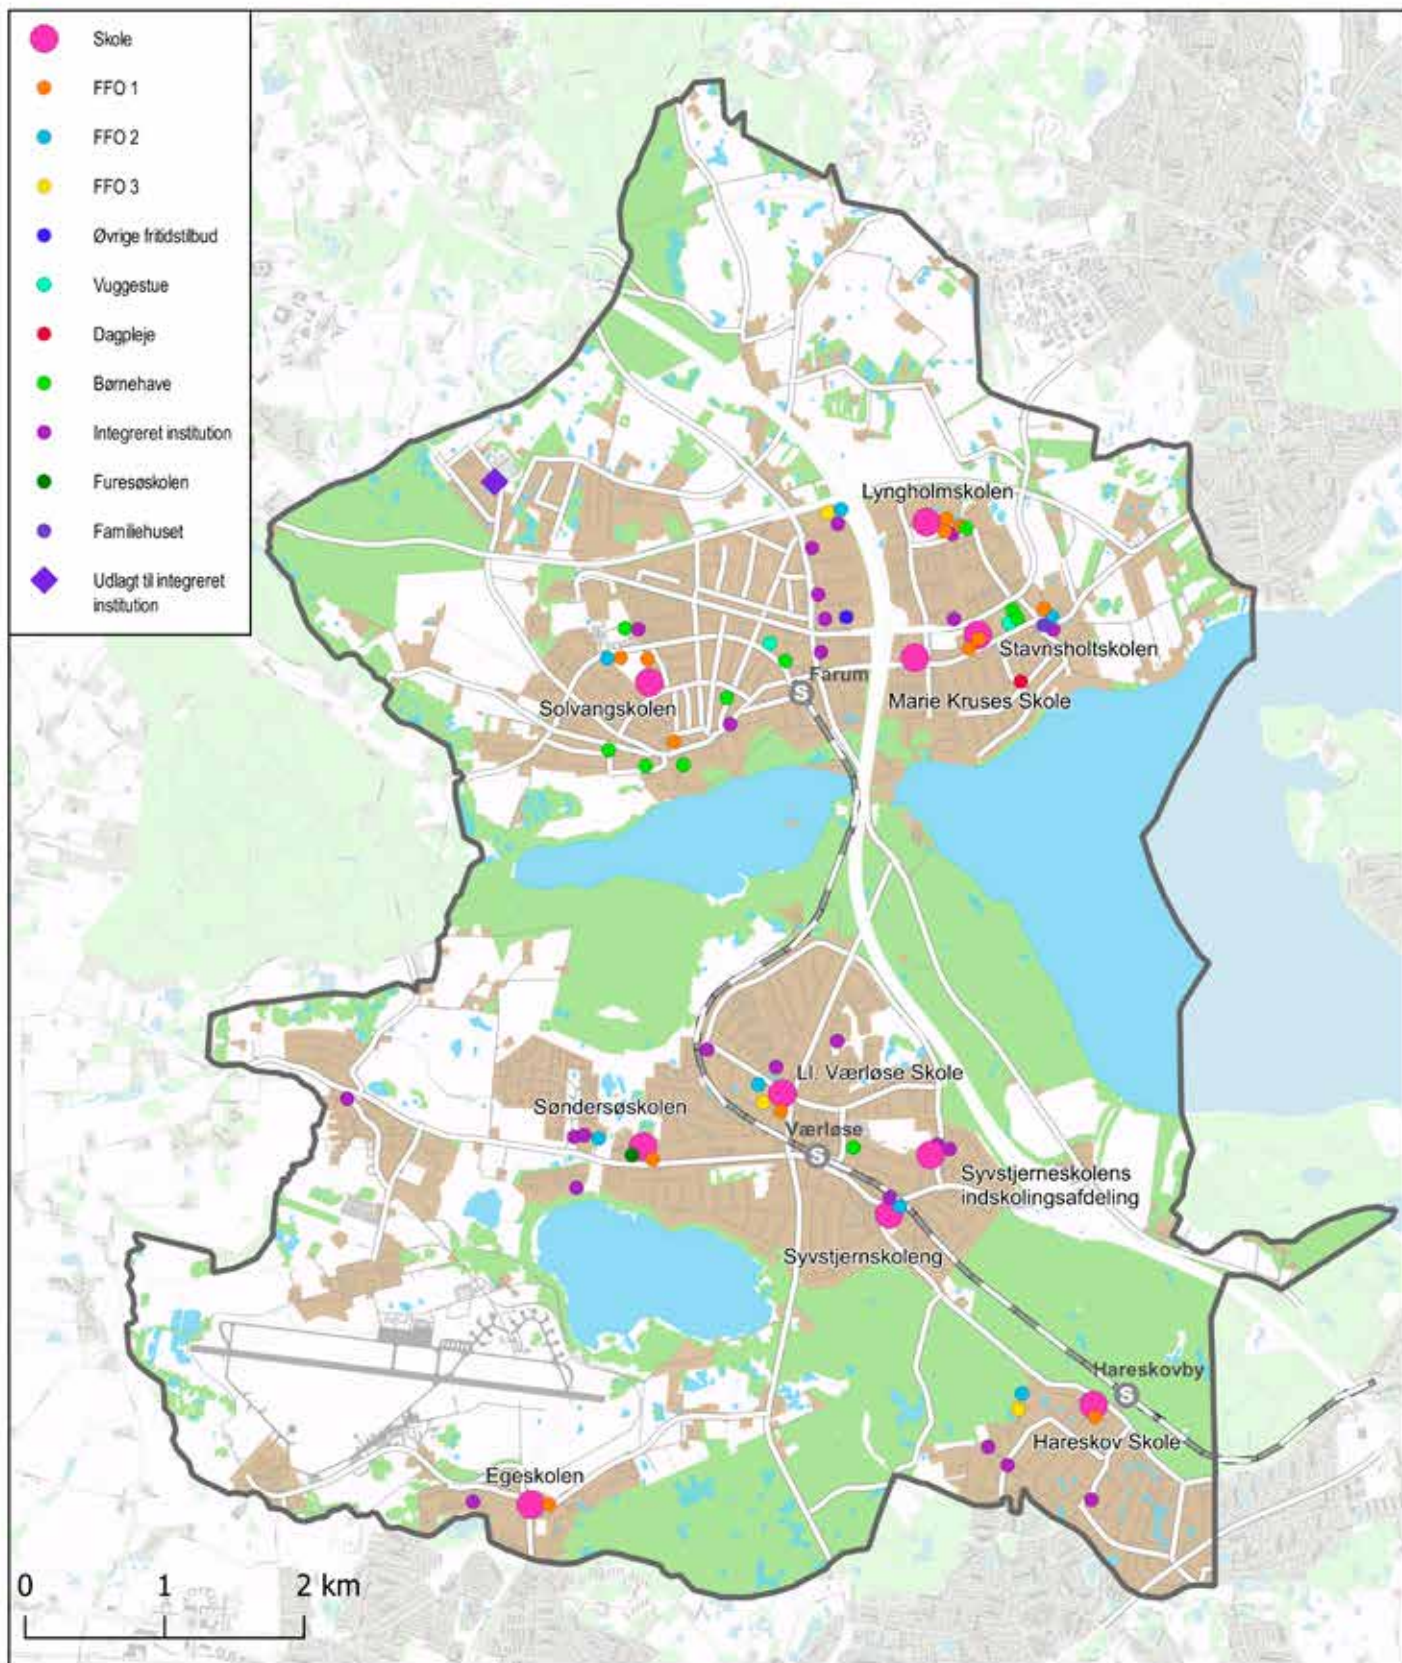 Skole
FFO 1
FFO 2
FFO 3
Øvrige fritidstilbud
Vuggestue
Dagpleje
Børnehave
Integreret institution
Furesøskolen
Familiehuset
Udlagt til integreret
institution
Lyngholmskolen
Stavnsholtskolen
Farum
S
Marie Kruses Skole
Solvangskolen
Ll. Værløse Skole
Søndersøskolen
Værløse
S
Syvstjerneskolens
indskolingsafdeling
Syvstjernskoleng
Hareskovby
S
Hareskov Skole
Egeskolen
0 1 2 km